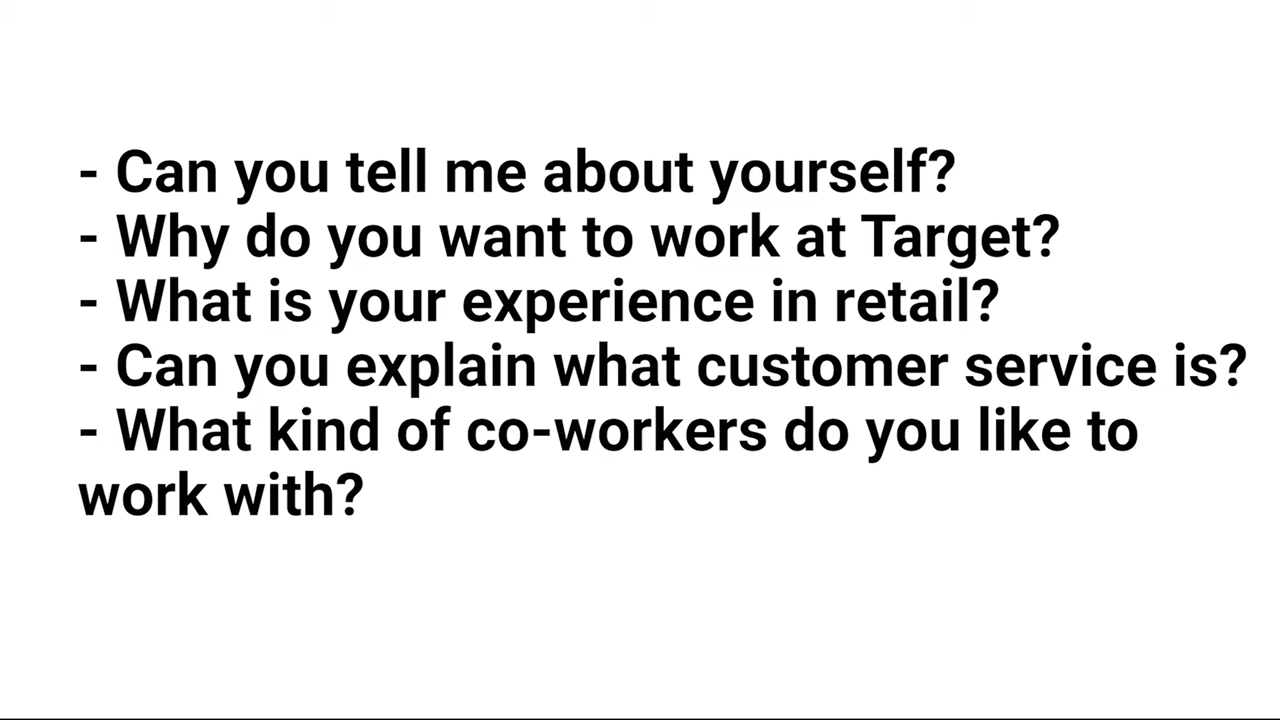 - Can you tell me about yourself?
- Why do you want to work at Target?
- What is your experience in retail?
- Can you explain what customer service is?
- What kind of co-workers do you like to
work with?